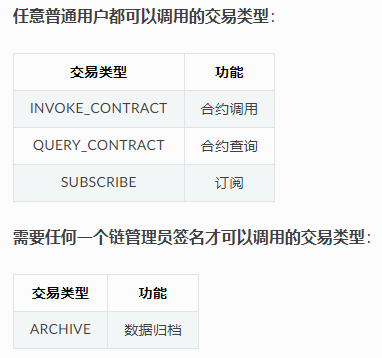 任意普通用户都可以调用的交易类型：
交易类型 功能
INVOKE_CONTRACT 合约调用
QUERY_CONTRACT 合约查询
SUBSCRIBE 订阅
需要任何一个链管理员签名才可以调用的交易类型：
交易类型 功能
ARCHIVE 数据归档